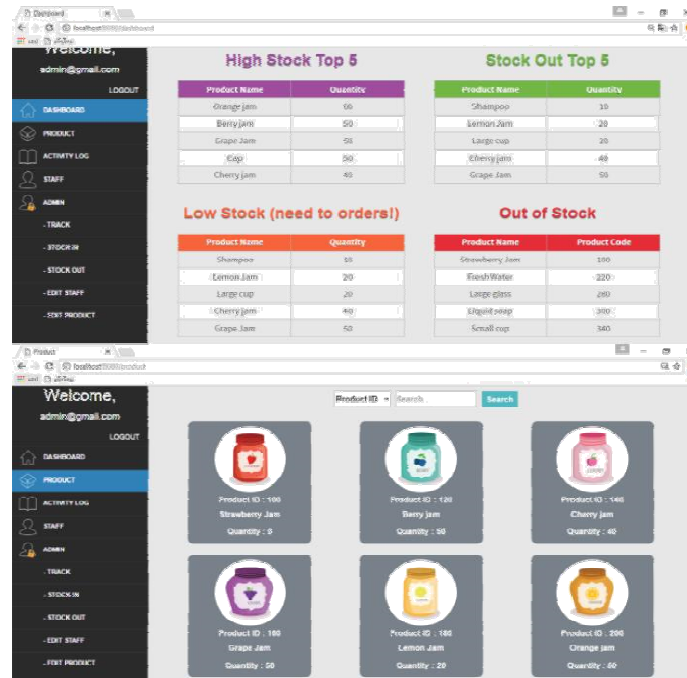 Dashboard
localhost
/dashboard
Welcome,
admin@gmail.com
LOGOUT
DASHBOARD
PRODUCT
ACTIVITY LOG
STAFF
ADMIN
- TRACK
- STOCK IN
- STOCK OUT
- EDIT STAFF
- EDIT PRODUCT
High Stock Top 5
Product Name Quantity
Orange jam
Berry jam 50
Grape Jam 50
Cup 50
Cherry jam 40
Stock Out Top 5
Product Name Quantity
Shampoo 10
Lemon Jam 20
Large cup 20
Cherry jam 40
Grape Jam 50
Low Stock (need to orders!)
Product Name Quantity
Shampoo 10
Lemon Jam 20
Large cup 20
Cherry jam 40
Grape Jam 50
Out of Stock
Product Name Product Code
Strawberry Jam 100
Fresh Water 220
Large glass 280
Liquid soap 300
Small cup 340
Product
localhost
/product
Welcome,
admin@gmail.com
LOGOUT
DASHBOARD
PRODUCT
ACTIVITY LOG
STAFF
ADMIN
- TRACK
- STOCK IN
- STOCK OUT
- EDIT STAFF
- EDIT PRODUCT
Product ID Search Search
Product ID : 100
Strawberry Jam
Quantity : 0
Product ID : 120
Berry jam
Quantity : 50
Product ID : 140
Cherry jam
Quantity : 40
Product ID : 160
Grape Jam
Quantity : 50
Product ID : 180
Lemon Jam
Quantity : 20
Product ID : 200
Orange jam
Quantity : 60